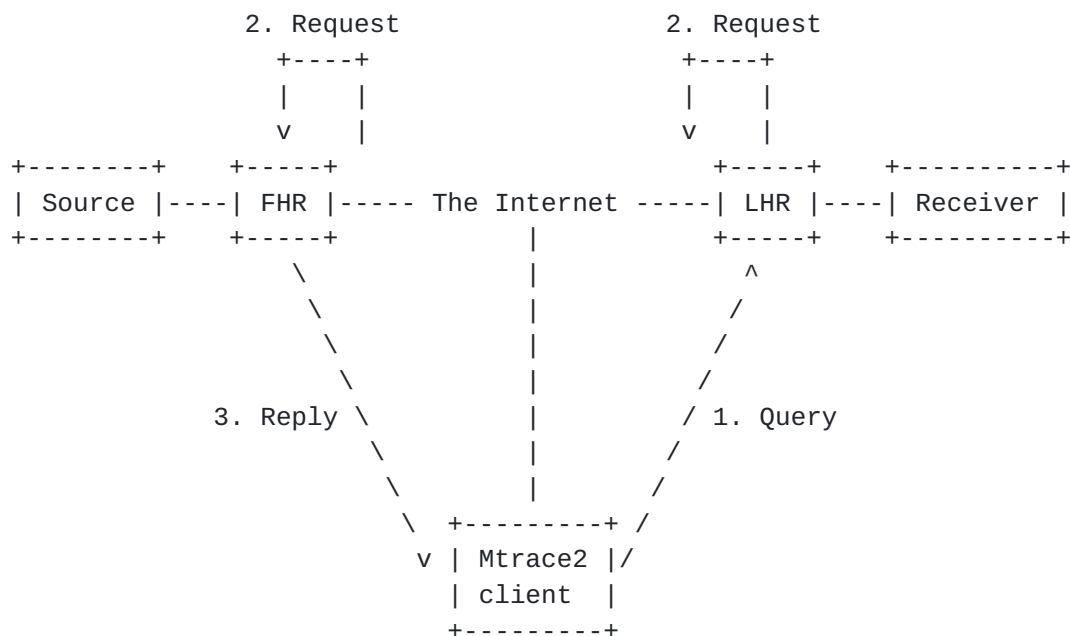 2. Request 2. Request
Source FHR The Internet LHR Receiver
3. Reply 1. Query
Mtrace2
client